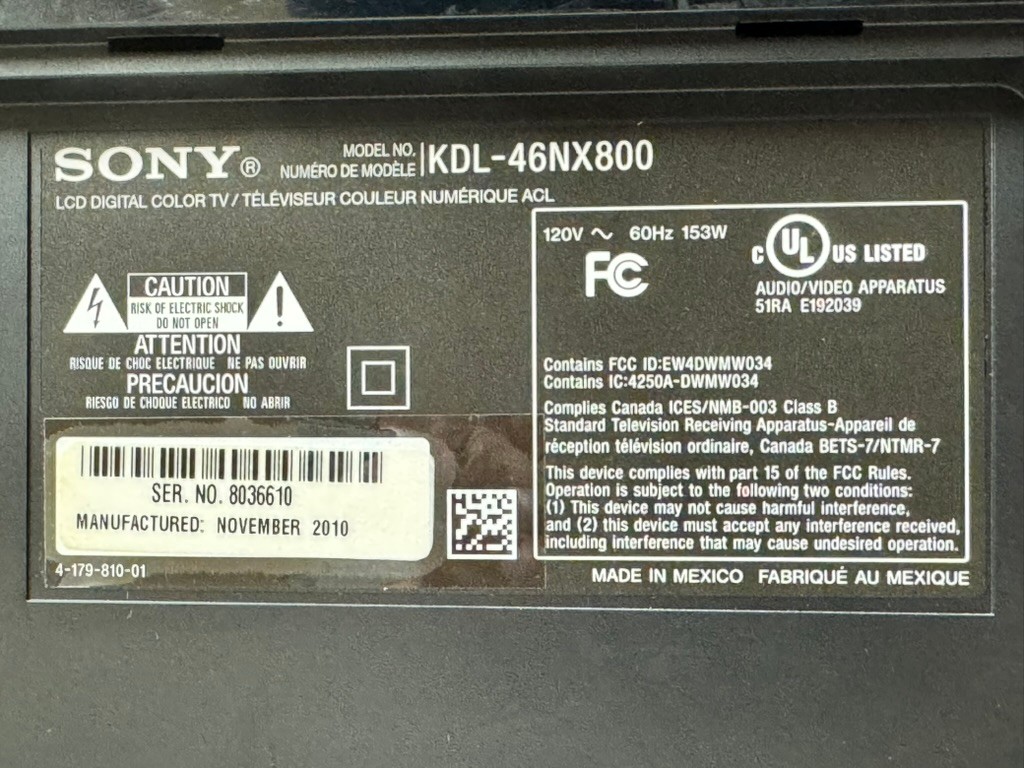 SONY®
MODEL NO.
NUMÉRO DE MODÈLE
KDL-46NX800
LCD DIGITAL COLOR TV / TÉLÉVISEUR COULEUR NUMÉRIQUE ACL
CAUTION
RISK OF ELECTRIC SHOCK
DO NOT OPEN
ATTENTION
RISQUE DE CHOC ELECTRIQUE NE PAS OUVRIR
PRECAUCION
RIESGO DE CHOQUE ELECTRICO NO ABRIR
SER. NO. 8036610
MANUFACTURED: NOVEMBER 2010
4-179-810-01
120V ~ 60Hz 153W
FC
C UL US LISTED
AUDIO/VIDEO APPARATUS
51RA E192039
Contains FCC ID:EW4DWMW034
Contains IC:4250A-DWMW034
Complies Canada ICES/NMB-003 Class B
Standard Television Receiving Apparatus-Appareil de
réception télévision ordinaire, Canada BETS-7/NTMR-7
This device complies with part 15 of the FCC Rules.
Operation is subject to the following two conditions:
(1) This device may not cause harmful interference,
and (2) this device must accept any interference received,
including interference that may cause undesired operation.
MADE IN MEXICO FABRIQUÉ AU MEXIQUE